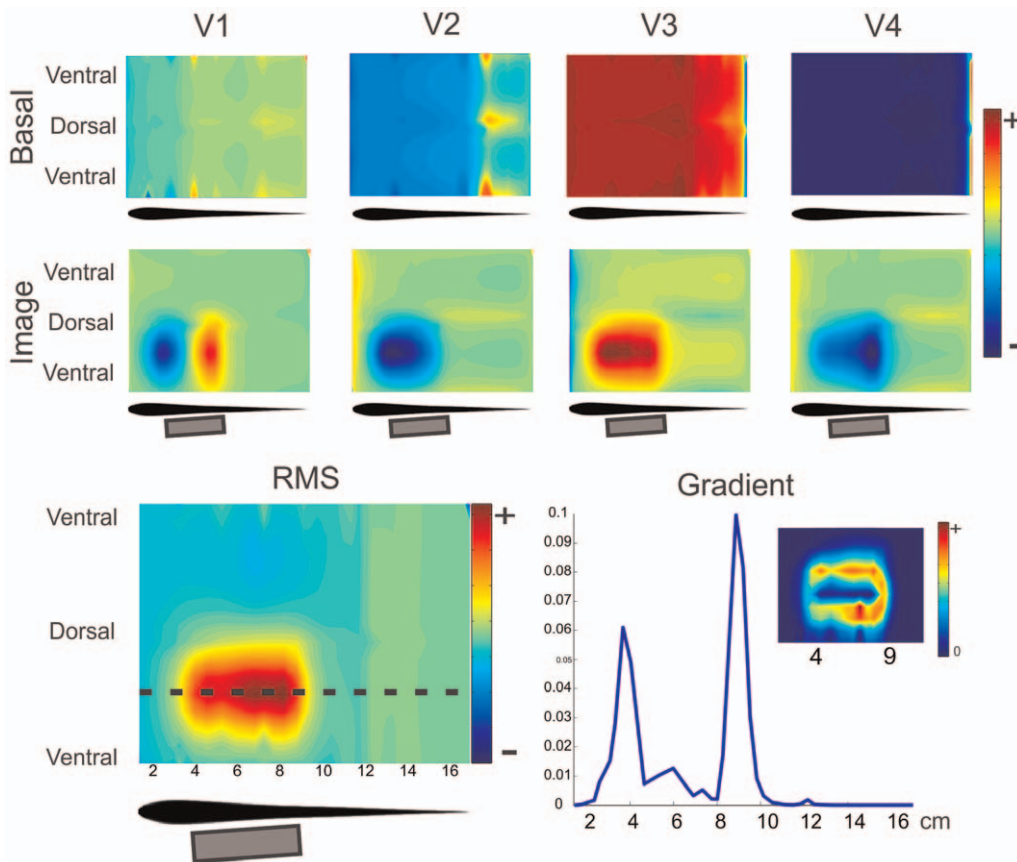 V1 V2 V3 V4
Basal
Ventral
Dorsal
Ventral
+
-
Image
Ventral
Dorsal
Ventral
RMS
Ventral
Dorsal
Ventral
2 4 6 8 10 12 14 16
+
-
Gradient
0.1
0.09
0.08
0.07
0.06
0.05
0.04
0.03
0.02
0.01
0
2 4 6 8 10 12 14 16 cm
4 9
+
0